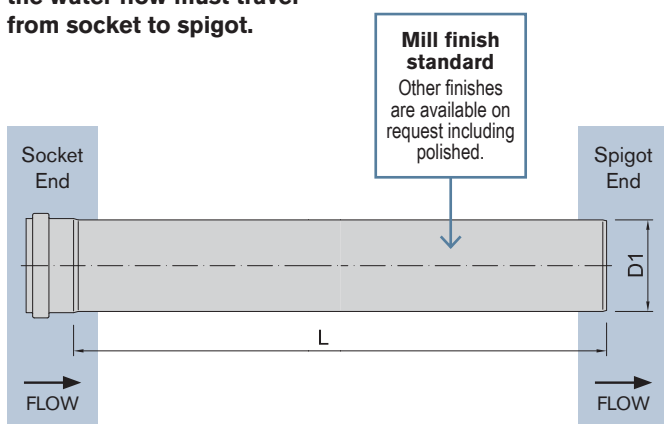 the water flow must travel
from socket to spigot.
Mill finish
standard
Other finishes
are available on
request including
polished.
Socket
End
Spigot
End
D1
L
FLOW
FLOW